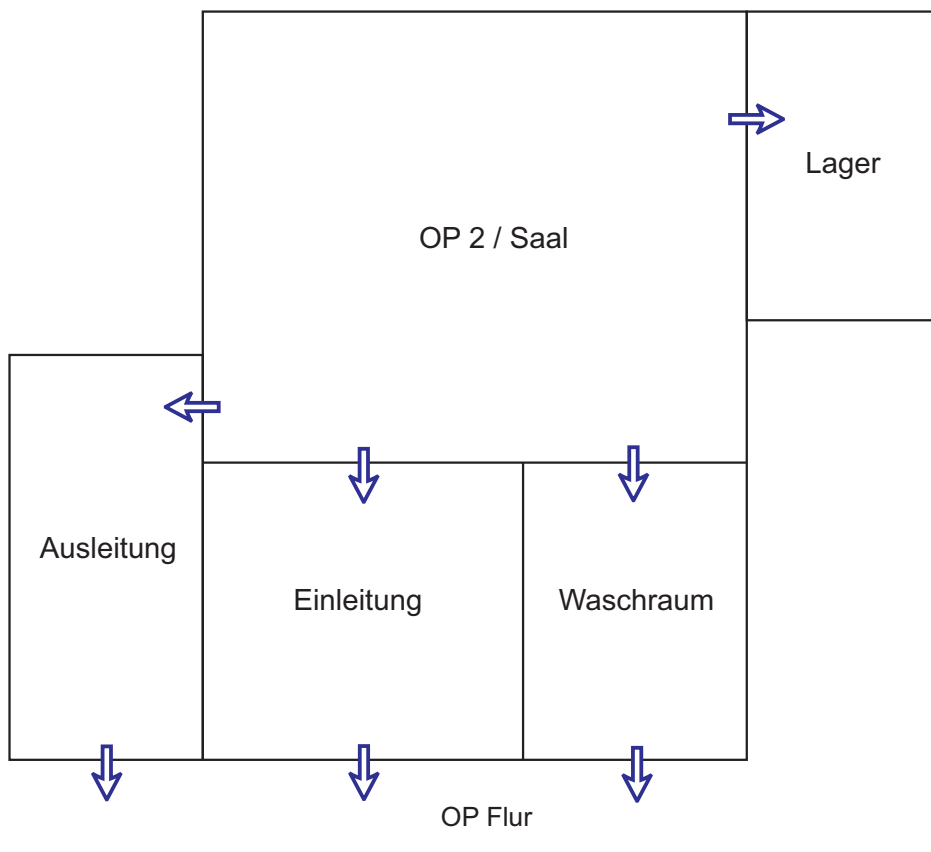 Lager
OP 2 / Saal
Ausleitung
Einleitung
Waschraum
OP Flur